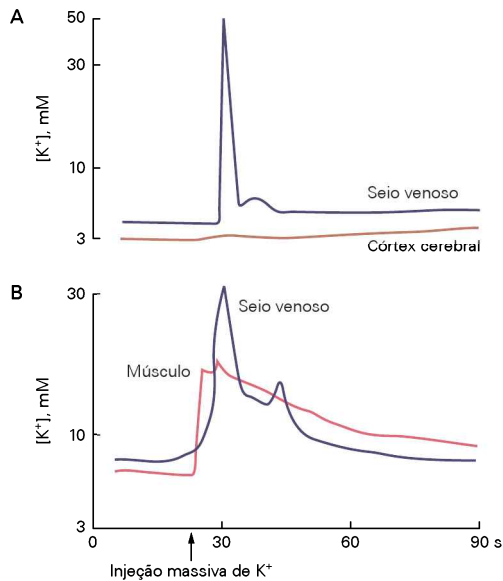 A
50
30
10
3
[K⁺], mM
Seio venoso
Córtex cerebral
B
30
10
3
[K⁺], mM
Seio venoso
Músculo
0 30 60 90 s
Injeção massiva de K⁺